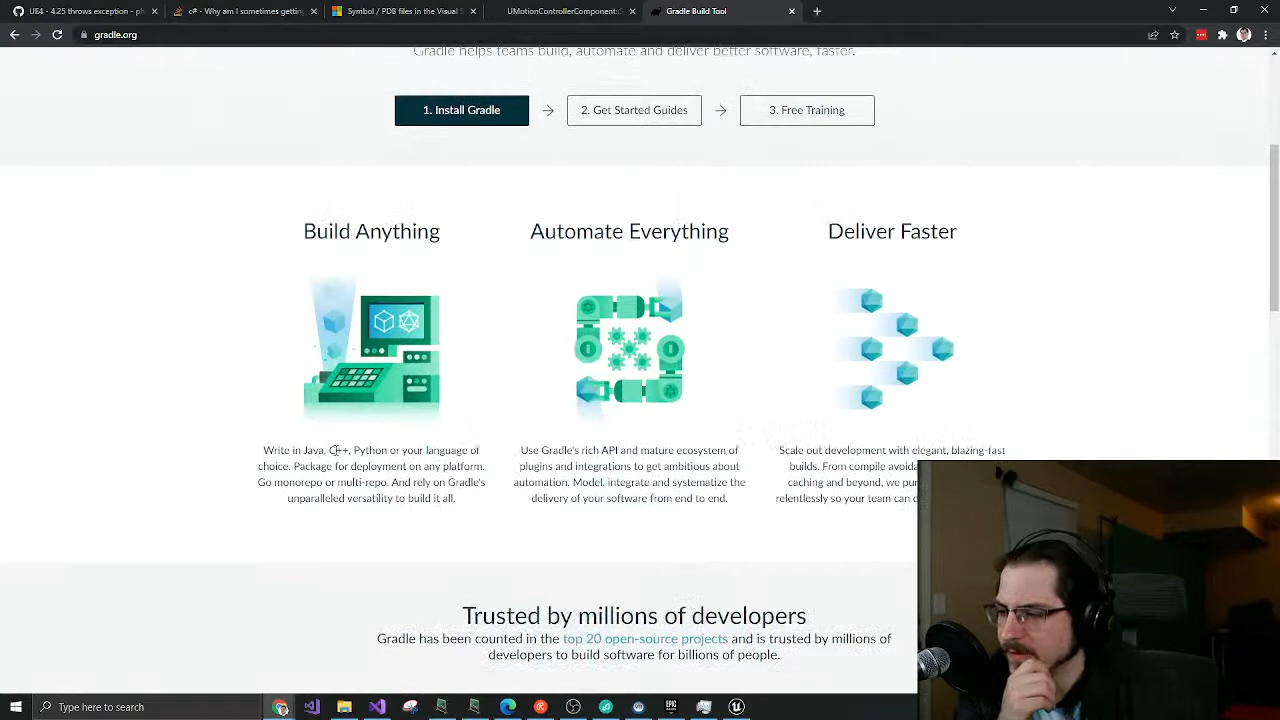 UE4 - 4.25 throws exception – ph
c# - Why am I sometimes getting
Symbol / PDB files in the Visual S
UMotionControllerComponent::S
Gradle Build Tool
gradle.org
Gradle helps teams build, automate and deliver better software, faster.
1. Install Gradle
2. Get Started Guides
3. Free Training
Build Anything
Write in Java, C++, Python or your language of
choice. Package for deployment on any platform.
Go monorepo or multi-repo. And rely on Gradle's
unparalleled versatility to build it all.
Automate Everything
Use Gradle's rich API and mature ecosystem of
plugins and integrations to get ambitious about
automation. Model, integrate and systematize the
delivery of your software from end to end.
Deliver Faster
Scale out development with elegant, blazing-fast
builds. From compile avoida
caching and beyond, we pu
relentlessly so your team can d
Trusted by millions of developers
Gradle has been counted in the top 20 open-source projects and is trusted by millions of
developers to build software for billions of people.
Type here to search